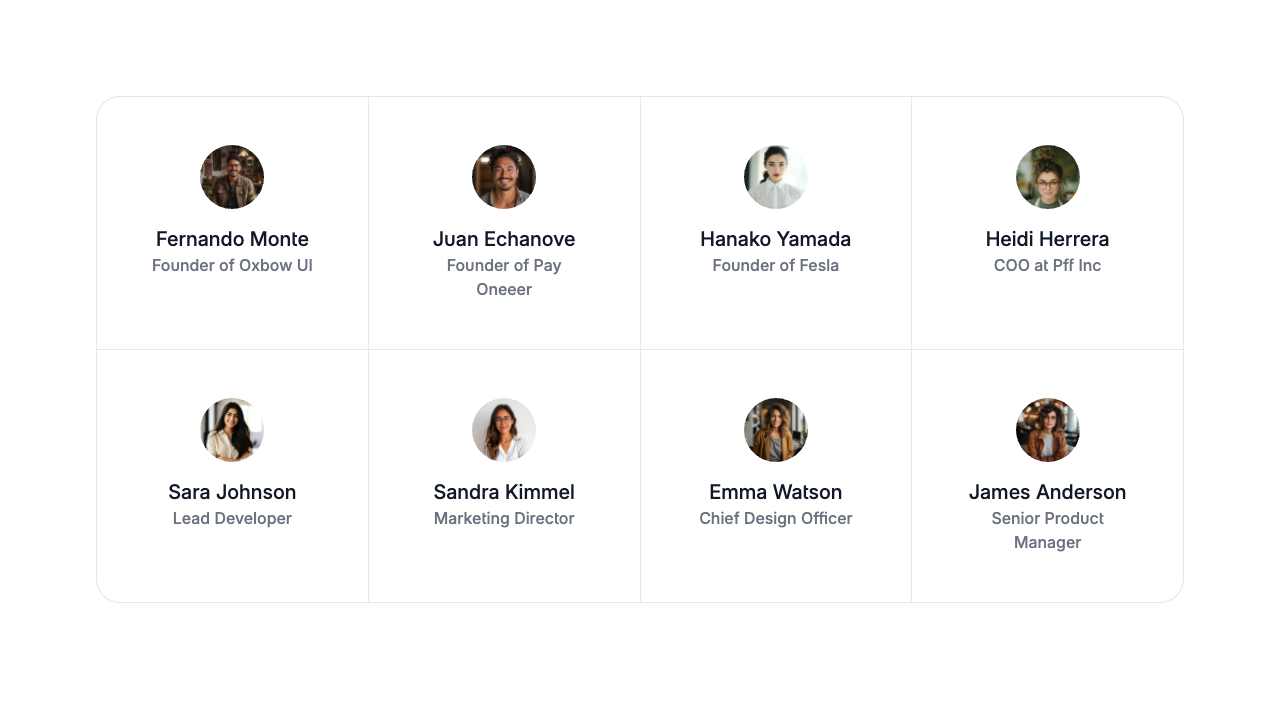 Fernando Monte
Founder of Oxbow UI
Juan Echanove
Founder of Pay
Oneeer
Hanako Yamada
Founder of Fesla
Heidi Herrera
COO at Pff Inc
Sara Johnson
Lead Developer
Sandra Kimmel
Marketing Director
Emma Watson
Chief Design Officer
James Anderson
Senior Product
Manager